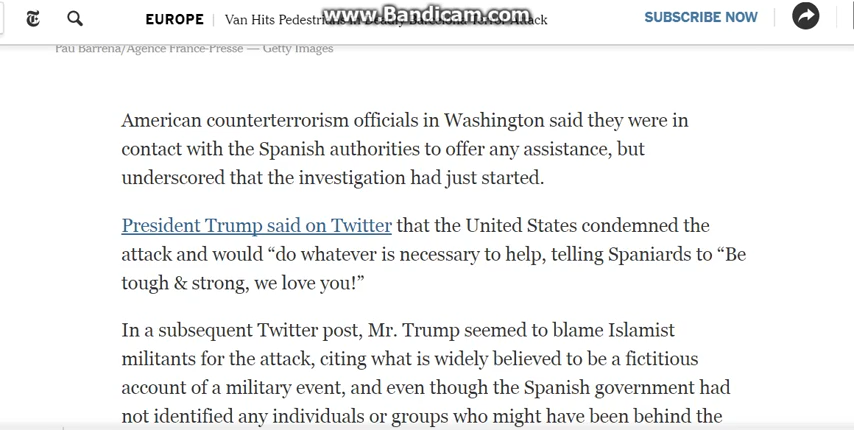 EUROPE | Van Hits Pedestrians in Deadly Barcelona Terror Attack
www.Bandicam.com
SUBSCRIBE NOW
Pau Barrena/Agence France-Presse — Getty Images
American counterterrorism officials in Washington said they were in
contact with the Spanish authorities to offer any assistance, but
underscored that the investigation had just started.
President Trump said on Twitter that the United States condemned the
attack and would “do whatever is necessary to help, telling Spaniards to “Be
tough & strong, we love you!”
In a subsequent Twitter post, Mr. Trump seemed to blame Islamist
militants for the attack, citing what is widely believed to be a fictitious
account of a military event, and even though the Spanish government had
not identified any individuals or groups who might have been behind the